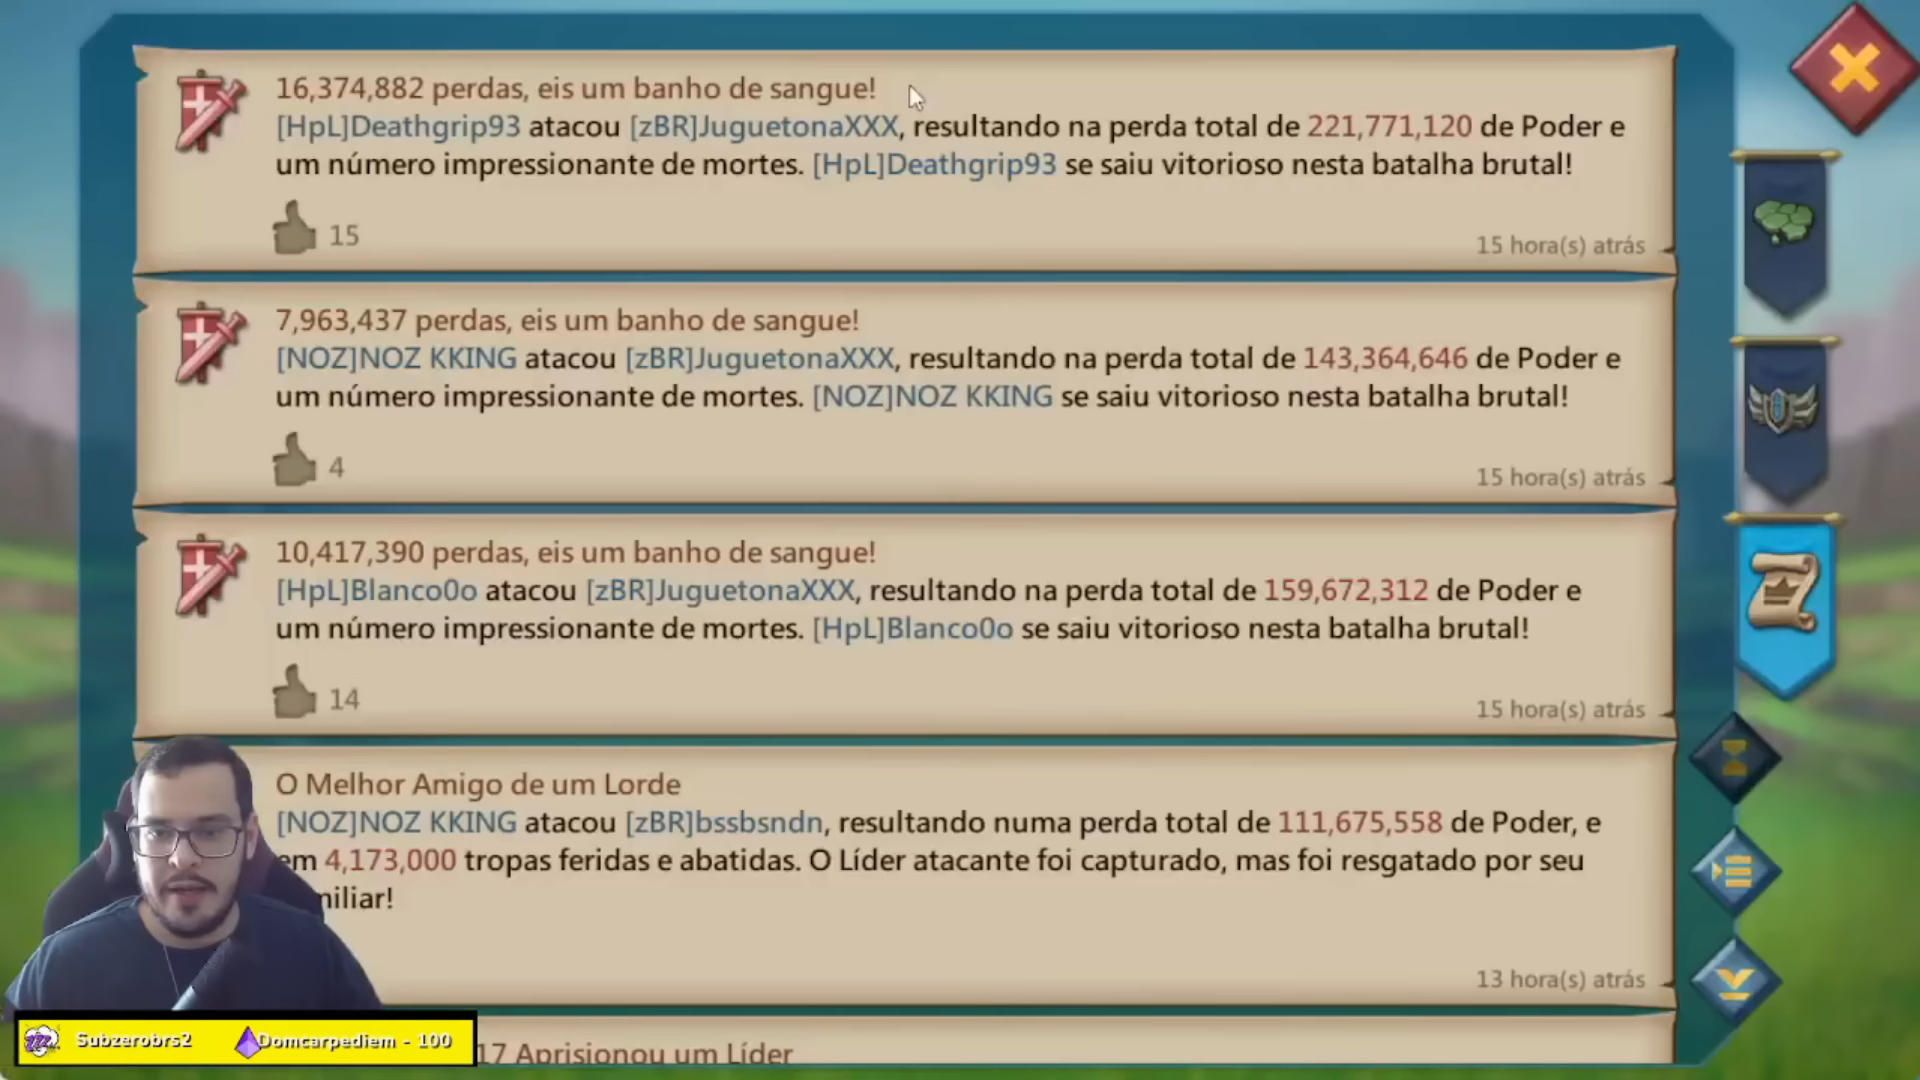 16,374,882 perdas, eis um banho de sangue!
[HpL]Deathgrip93 atacou [zBR]JuguetonaXXX, resultando na perda total de 221,771,120 de Poder e
um número impressionante de mortes. [HpL]Deathgrip93 se saiu vitorioso nesta batalha brutal!
15
15 hora(s) atrás
7,963,437 perdas, eis um banho de sangue!
[NOZ]NOZ KKING atacou [zBR]JuguetonaXXX, resultando na perda total de 143,364,646 de Poder e
um número impressionante de mortes. [NOZ]NOZ KKING se saiu vitorioso nesta batalha brutal!
4
15 hora(s) atrás
10,417,390 perdas, eis um banho de sangue!
[HpL]Blanco0o atacou [zBR]JuguetonaXXX, resultando na perda total de 159,672,312 de Poder e
um número impressionante de mortes. [HpL]Blanco0o se saiu vitorioso nesta batalha brutal!
14
15 hora(s) atrás
O Melhor Amigo de um Lorde
[NOZ]NOZ KKING atacou [zBR]bssbsndn, resultando numa perda total de 111,675,558 de Poder, e
em 4,173,000 tropas feridas e abatidas. O Líder atacante foi capturado, mas foi resgatado por seu
miliar!
13 hora(s) atrás
Subzerobrs2
Domcarpediem - 100
17 Aprisionou um Líder